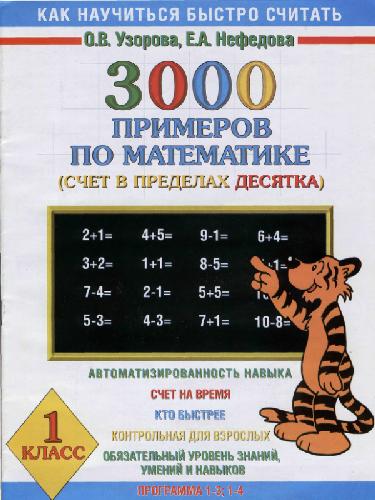 КАК НАУЧИТЬСЯ БЫСТРО СЧИТАТЬ
О.В. Узорова, Е.А. Нефедова
3000
ПРИМЕРОВ
ПО МАТЕМАТИКЕ
(СЧЕТ В ПРЕДЕЛАХ ДЕСЯТКА)
2+1= 4+5= 9-1= 6+4=
3+2= 1+1= 8-5= +1=
7-4= 2-1= 5+5= 10
5-3= 4-3= 7+1= 10-8=
АВТОМАТИЗИРОВАННОСТЬ НАВЫКА
СЧЕТ НА ВРЕМЯ
КТО БЫСТРЕЕ
КОНТРОЛЬНАЯ ДЛЯ ВЗРОСЛЫХ
ОБЯЗАТЕЛЬНЫЙ УРОВЕНЬ ЗНАНИЙ,
УМЕНИЙ И НАВЫКОВ
ПРОГРАММА 1-3; 1-4
1
КЛАСС